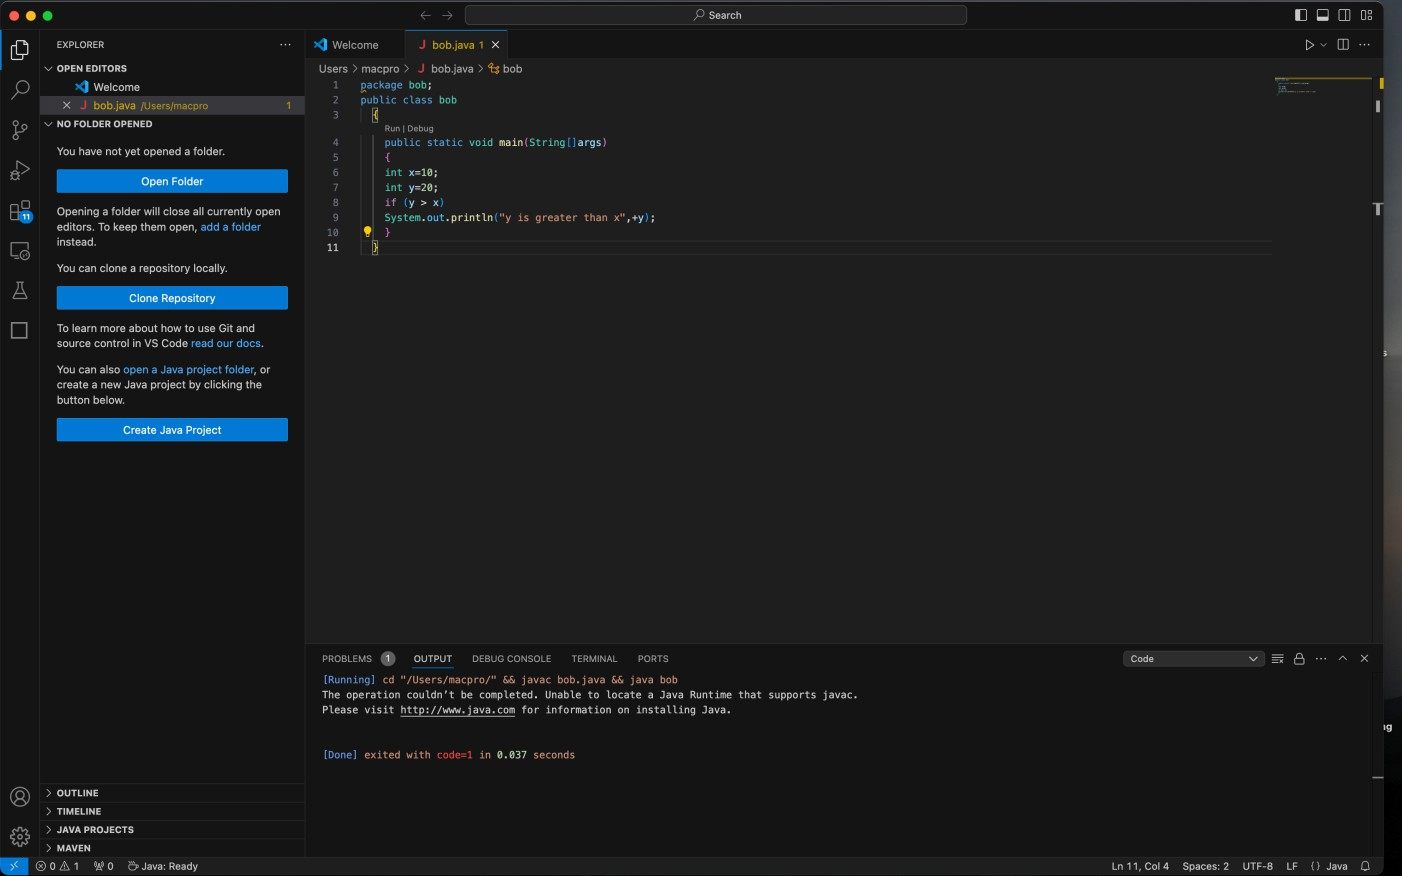 Search
EXPLORER
OPEN EDITORS
Welcome
bob.java /Users/macpro 1
NO FOLDER OPENED
You have not yet opened a folder.
Open Folder
Opening a folder will close all currently open
editors. To keep them open, add a folder
instead.
You can clone a repository locally.
Clone Repository
To learn more about how to use Git and
source control in VS Code read our docs.
You can also open a Java project folder, or
create a new Java project by clicking the
button below.
Create Java Project
OUTLINE
TIMELINE
JAVA PROJECTS
MAVEN
11
Welcome
J bob.java 1
Users > macpro > J bob.java > bob
1 package bob;
2 public class bob
3 {
Run | Debug
4 public static void main(String[]args)
5 {
6 int x=10;
7 int y=20;
8 if (y > x)
9 System.out.println("y is greater than x",+y);
10 }
11 }
PROBLEMS 1 OUTPUT DEBUG CONSOLE TERMINAL PORTS
Code
[Running] cd "/Users/macpro/" && javac bob.java && java bob
The operation couldn’t be completed. Unable to locate a Java Runtime that supports javac.
Please visit http://www.java.com for information on installing Java.
[Done] exited with code=1 in 0.037 seconds
0 1 0 Java: Ready
Ln 11, Col 4 Spaces: 2 UTF-8 LF {} Java